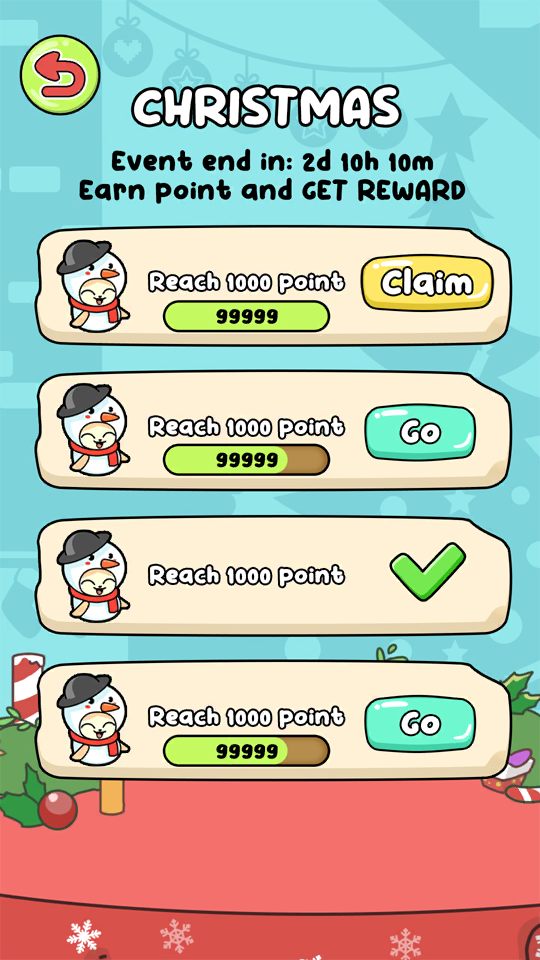 CHRISTMAS
Event end in: 2d 10h 10m
Earn point and GET REWARD
Reach 1000 point
Claim
99999
Reach 1000 point
Go
99999
Reach 1000 point
Reach 1000 point
Go
99999